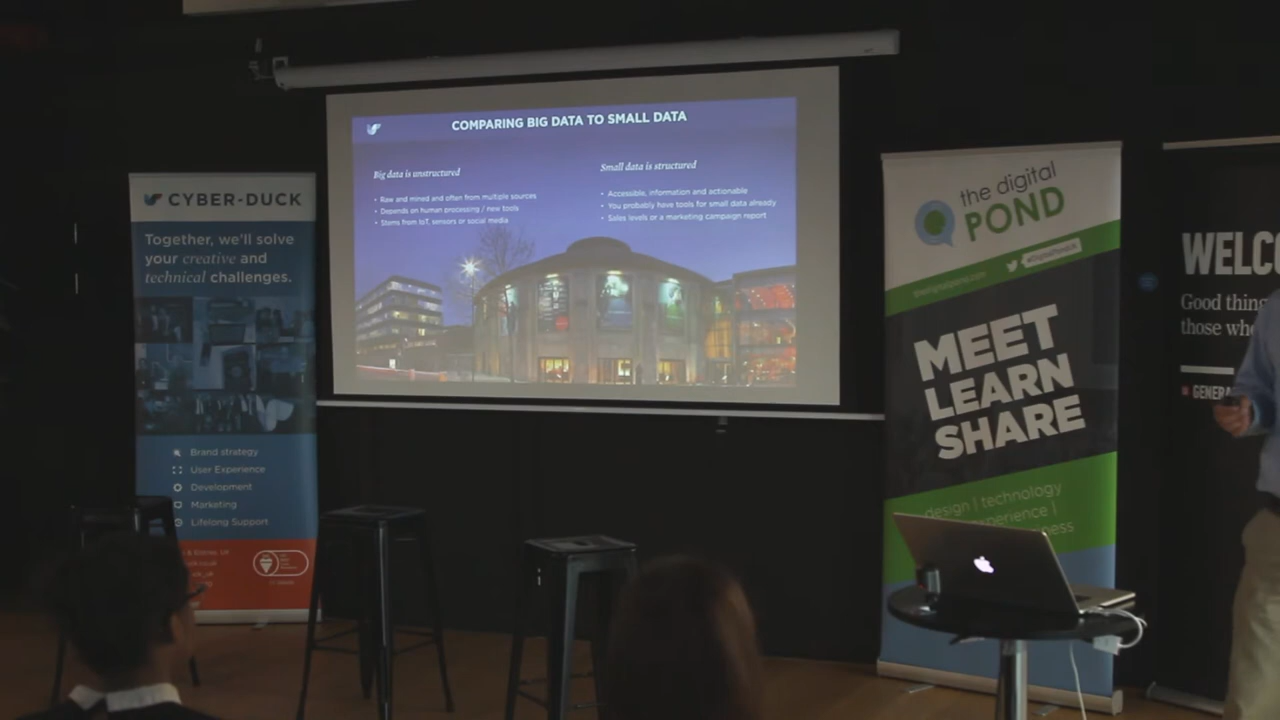 CYBER-DUCK
Together, we'll solve
your creative and
technical challenges.
Brand strategy
User Experience
Development
Marketing
Lifelong Support
COMPARING BIG DATA TO SMALL DATA
Big data is unstructured
• Raw and mined and often from multiple sources
• Depends on human processing / new tools
• Stems from IoT, sensors or social media
Small data is structured
• Accessible, information and actionable
• You probably have tools for small data already
• Sales levels or a marketing campaign report
the digital
POND
MEET
LEARN
SHARE
design | technology
WELCO
Good thing
those who
GENERA